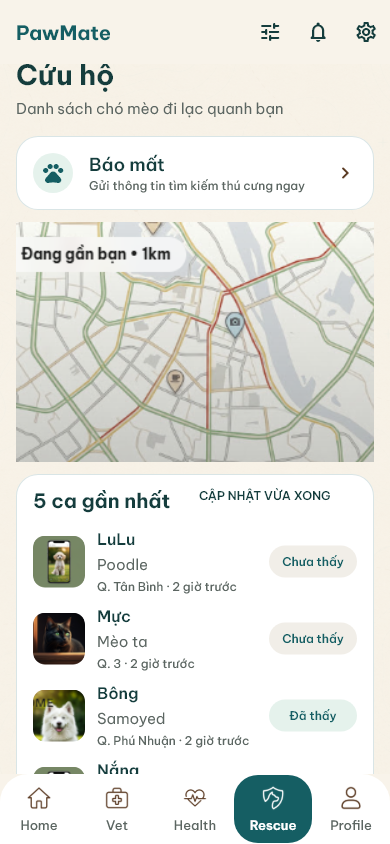 PawMate
Cứu hộ
Danh sách chó mèo đi lạc quanh bạn
Báo mất
Gửi thông tin tìm kiếm thú cưng ngay
Đang gần bạn • 1km
5 ca gần nhất
CẬP NHẬT VỪA XONG
LuLu
Poodle
Q. Tân Bình · 2 giờ trước
Chưa thấy
Mực
Mèo ta
Q. 3 · 2 giờ trước
Chưa thấy
ME
Bông
Samoyed
Q. Phú Nhuận · 2 giờ trước
Đã thấy
Nắng
Home
Vet
Health
Rescue
Profile